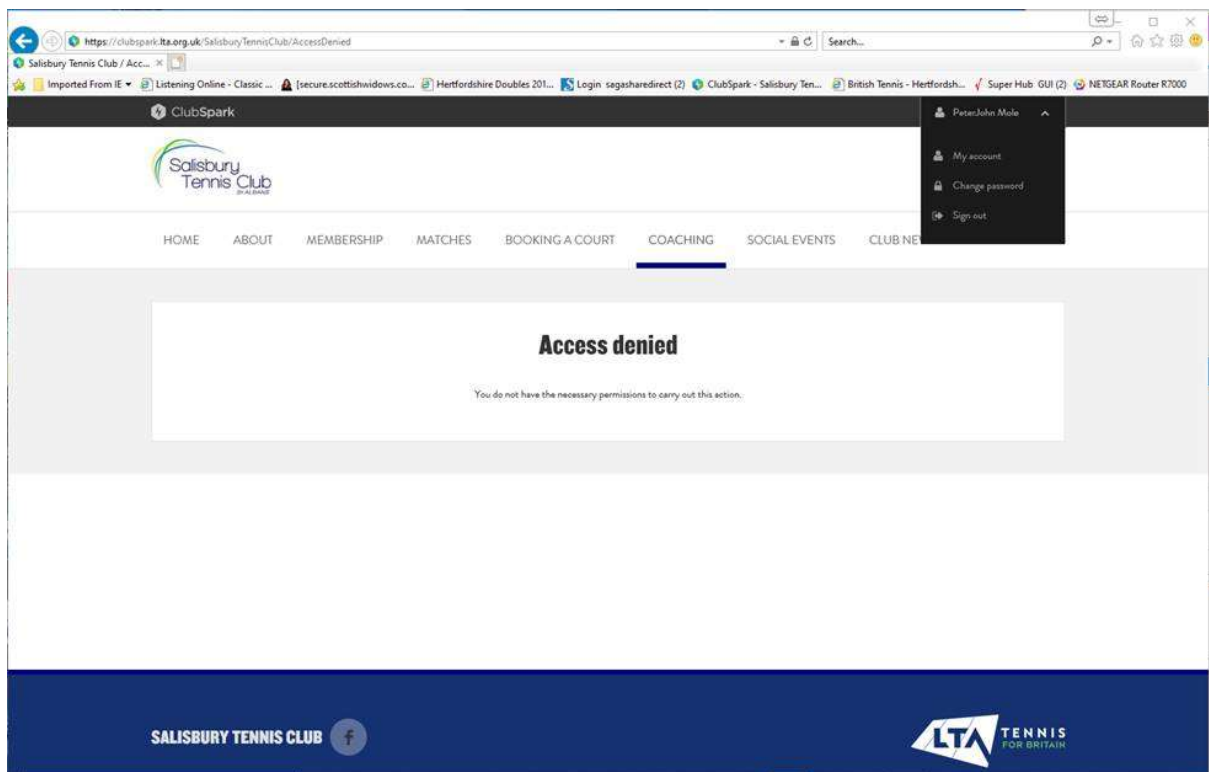 https://clubspark.lta.org.uk/SalisburyTennisClub/AccessDenied
Search...
Salisbury Tennis Club / Acc...
Imported From IE
Listening Online - Classic ...
[secure.scottishwidows.co...
Hertfordshire Doubles 201...
Login sagasharedirect (2)
ClubSpark - Salisbury Ten...
British Tennis - Hertfordsh...
Super Hub GUI (2)
NETGEAR Router R7000
ClubSpark
PeterJohn Mole
My account
Change password
Sign out
Salisbury
Tennis Club
HOME ABOUT MEMBERSHIP MATCHES BOOKING A COURT COACHING SOCIAL EVENTS CLUB NE
Access denied
You do not have the necessary permissions to carry out this action.
SALISBURY TENNIS CLUB
f
LTA
TENNIS
FOR BRITAIN